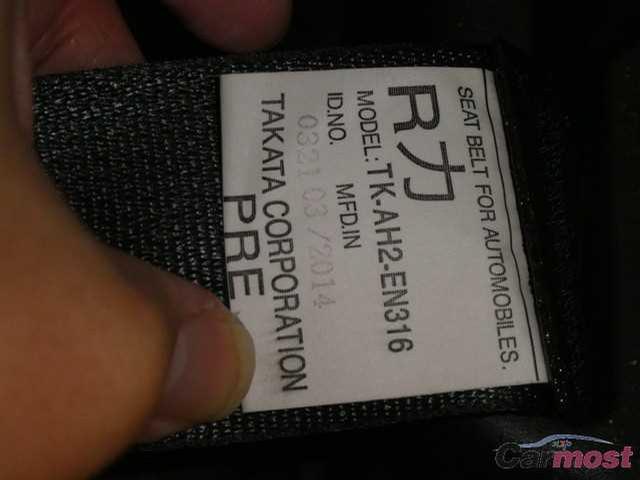 SEAT BELT FOR AUTOMOBILES.
Rカ
MODEL: TK-AH2-EN316
ID.NO. MFD.IN
0321 03 /2014
TAKATA CORPORATION
PRE
Carmost